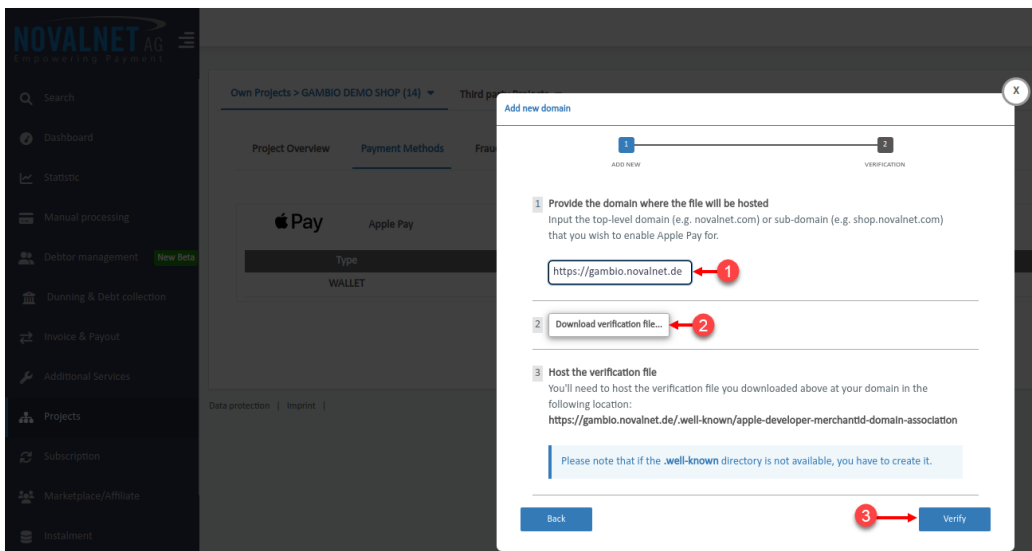 NOVALNET AG
Empowering Payment
Search
Dashboard
Statistic
Manual processing
Debtor management New Beta
Dunning & Debt collection
Invoice & Payout
Additional Services
Projects
Subscription
Marketplace/Affiliate
Instalment
Own Projects > GAMBIO DEMO SHOP (14)
Third party Projects
Project Overview Payment Methods Frau
Pay Apple Pay
Type
WALLET
Data protection | Imprint |
X
Add new domain
1 2
ADD NEW VERIFICATION
1 Provide the domain where the file will be hosted
Input the top-level domain (e.g. novalnet.com) or sub-domain (e.g. shop.novalnet.com)
that you wish to enable Apple Pay for.
https://gambio.novalnet.de 1
2 Download verification file... 2
3 Host the verification file
You'll need to host the verification file you downloaded above at your domain in the
following location:
https://gambio.novalnet.de/.well-known/apple-developer-merchantid-domain-association
Please note that if the .well-known directory is not available, you have to create it.
Back 3 Verify